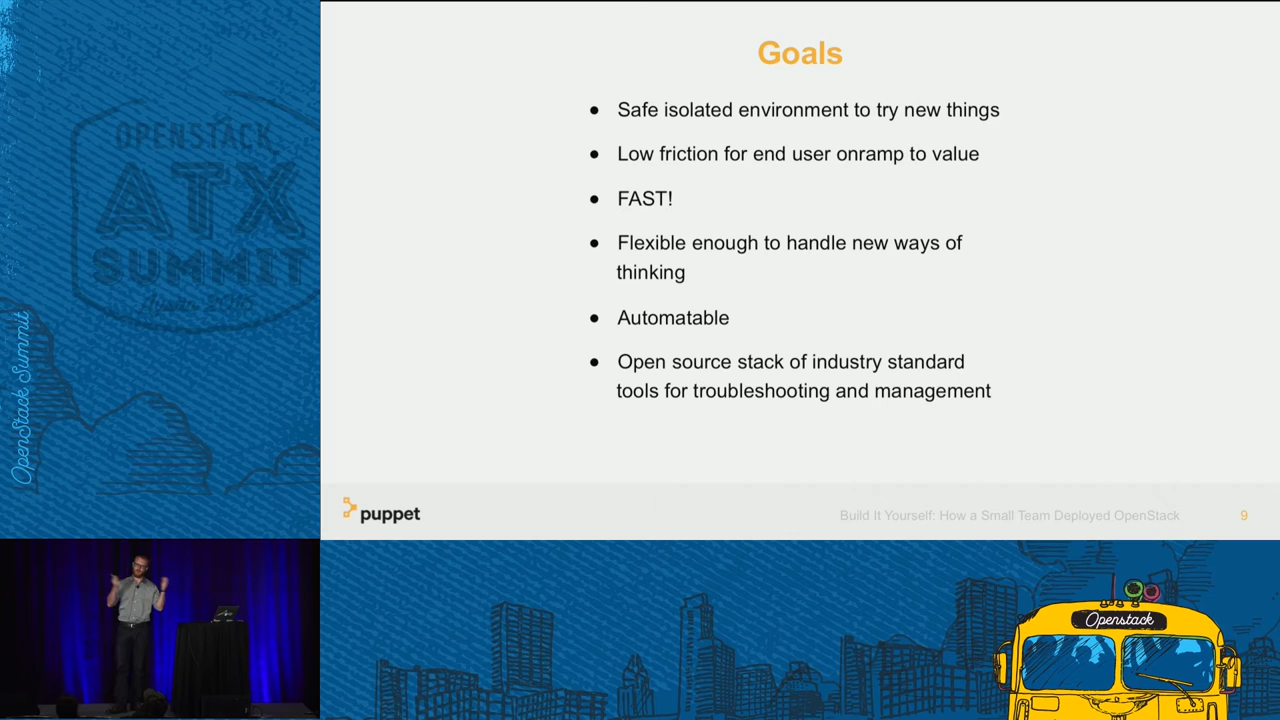 OPENSTACK
ATX
SUMMIT
Austin 2016
OpenStack Summit
Goals
● Safe isolated environment to try new things
● Low friction for end user onramp to value
● FAST!
● Flexible enough to handle new ways of
thinking
● Automatable
● Open source stack of industry standard
tools for troubleshooting and management
puppet
Build It Yourself: How a Small Team Deployed OpenStack
9
Openstack